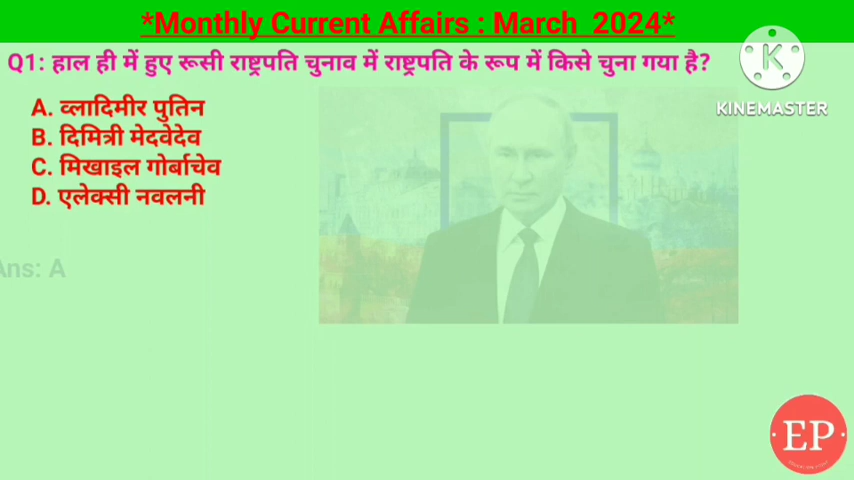 *Monthly Current Affairs : March 2024*
Q1: हाल ही में हुए रूसी राष्ट्रपति चुनाव में राष्ट्रपति के रूप में किसे चुना गया है?
K
KINEMASTER
A. व्लादिमीर पुतिन
B. दिमित्री मेदवेदेव
C. मिखाइल गोर्बाचेव
D. एलेक्सी नवलनी
Ans: A
EP